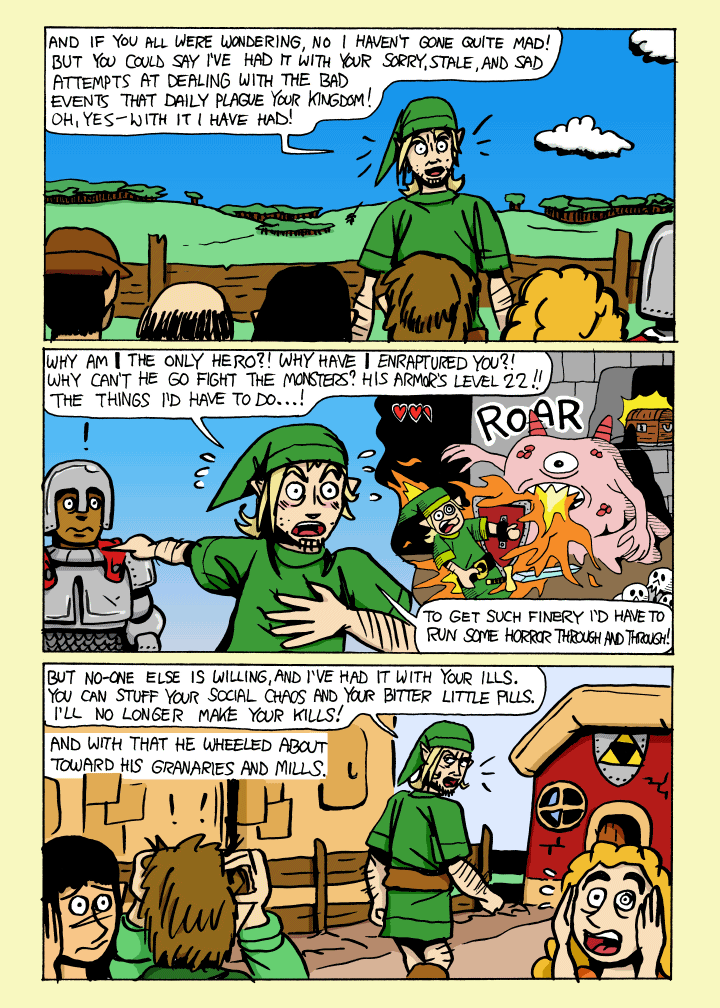 AND IF YOU ALL WERE WONDERING, NO I HAVEN'T GONE QUITE MAD!
BUT YOU COULD SAY I'VE HAD IT WITH YOUR SORRY, STALE, AND SAD
ATTEMPTS AT DEALING WITH THE BAD
EVENTS THAT DAILY PLAGUE YOUR KINGDOM!
OH, YES—WITH IT I HAVE HAD!
WHY AM I THE ONLY HERO?! WHY HAVE I ENRAPTURED YOU?!
WHY CAN'T HE GO FIGHT THE MONSTERS? HIS ARMOR'S LEVEL 22!!
THE THINGS I'D HAVE TO DO...!
!
ROAR
TO GET SUCH FINERY I'D HAVE TO
RUN SOME HORROR THROUGH AND THROUGH!
BUT NO-ONE ELSE IS WILLING, AND I'VE HAD IT WITH YOUR ILLS.
YOU CAN STUFF YOUR SOCIAL CHAOS AND YOUR BITTER LITTLE PILLS.
I'LL NO LONGER MAKE YOUR KILLS!
AND WITH THAT HE WHEELED ABOUT
TOWARD HIS GRANARIES AND MILLS.
! ! !